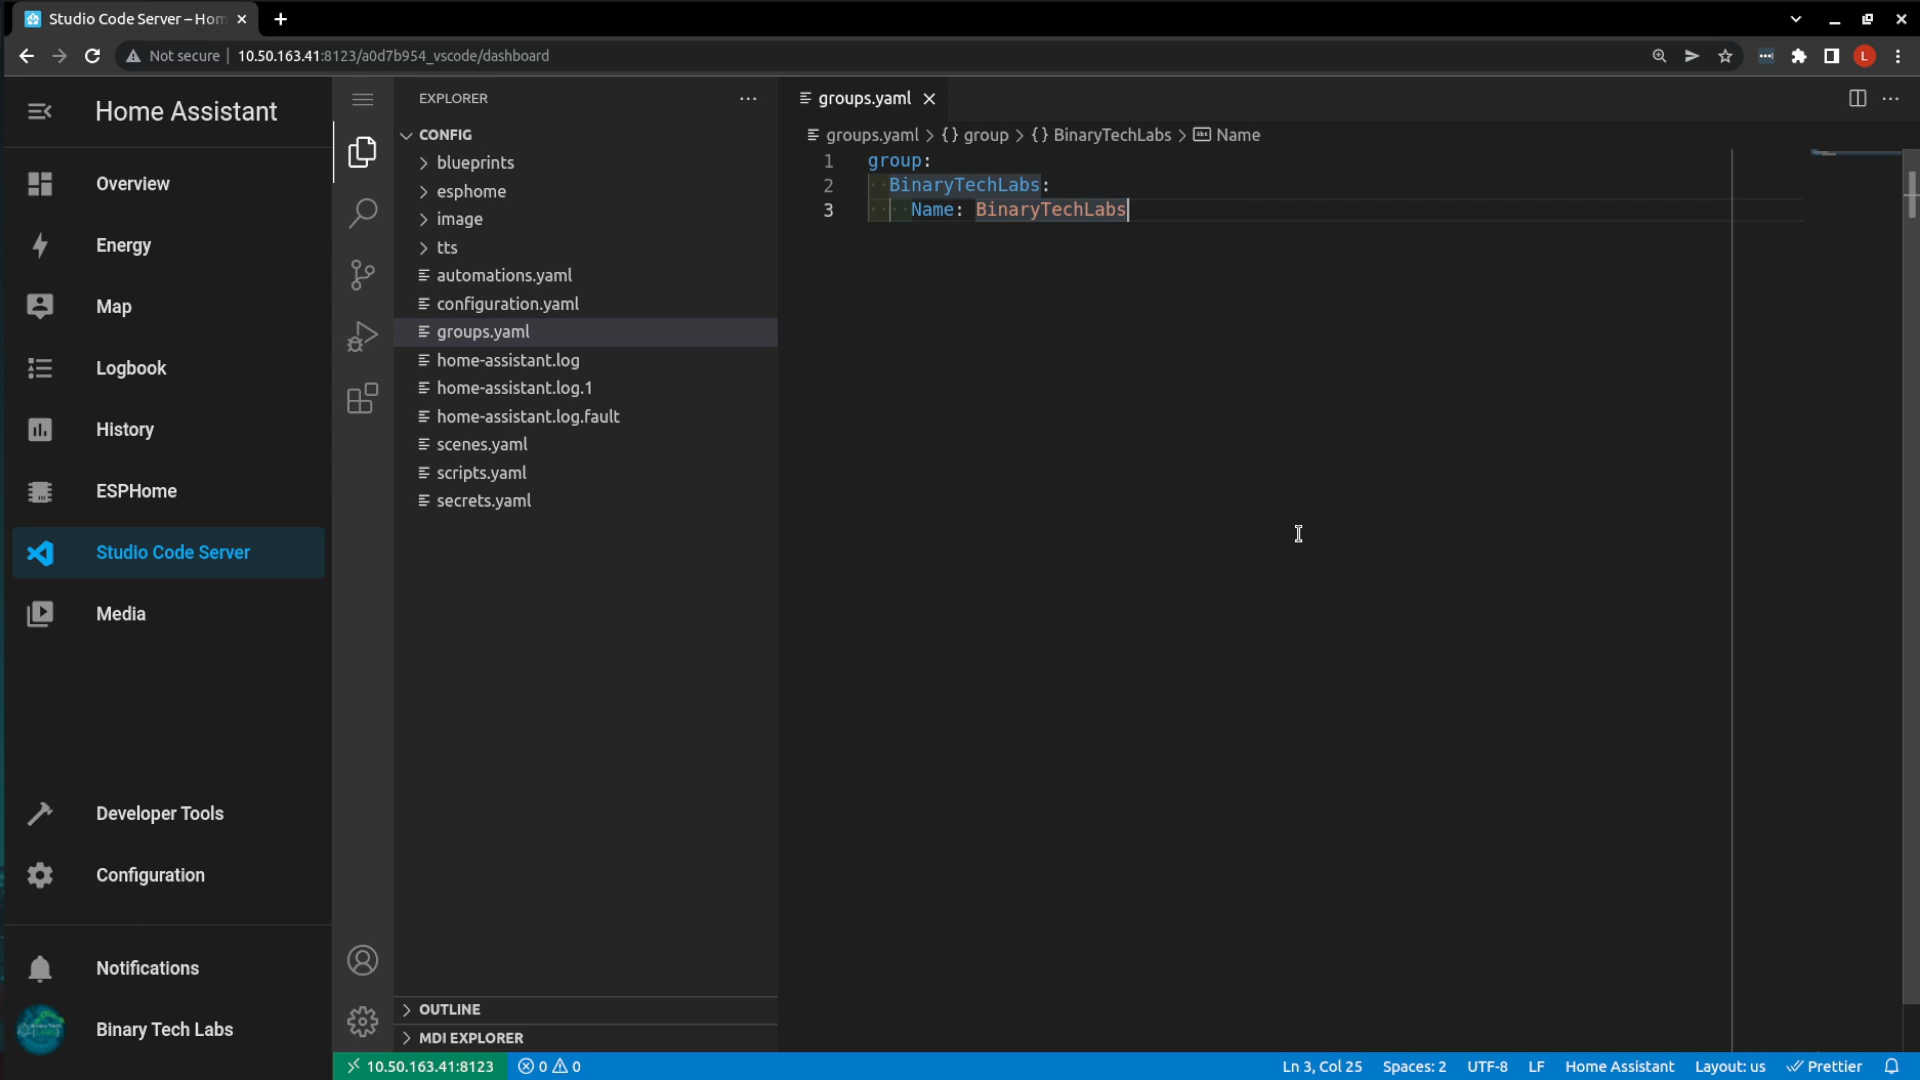 Studio Code Server – Hom
Not secure
10.50.163.41:8123/a0d7b954_vscode/dashboard
L
Home Assistant
Overview
Energy
Map
Logbook
History
ESPHome
Studio Code Server
Media
Developer Tools
Configuration
Notifications
Binary Tech Labs
EXPLORER
CONFIG
blueprints
esphome
image
tts
automations.yaml
configuration.yaml
groups.yaml
home-assistant.log
home-assistant.log.1
home-assistant.log.fault
scenes.yaml
scripts.yaml
secrets.yaml
OUTLINE
MDI EXPLORER
groups.yaml
groups.yaml > {} group > {} BinaryTechLabs > Name
1 group:
2 BinaryTechLabs:
3 Name: BinaryTechLabs
10.50.163.41:8123 0 0 Ln 3, Col 25 Spaces: 2 UTF-8 LF Home Assistant Layout: us Prettier